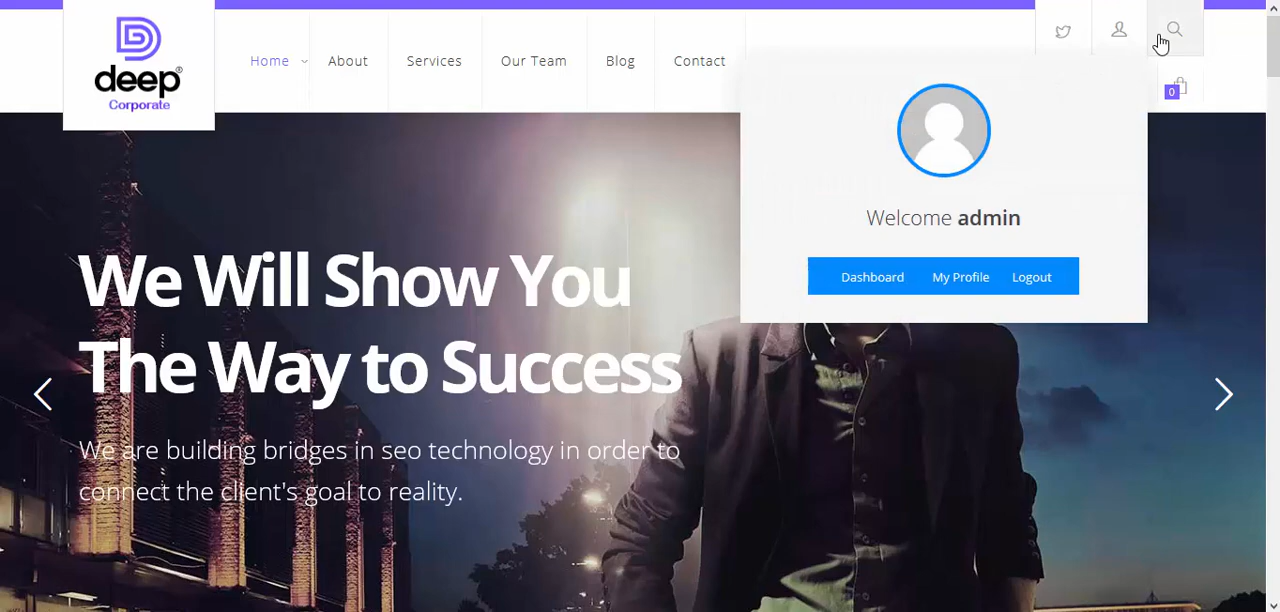 deep®
Corporate
Home
About
Services
Our Team
Blog
Contact
0
Welcome admin
Dashboard
My Profile
Logout
We Will Show You
The Way to Success
We are building bridges in seo technology in order to
connect the client's goal to reality.